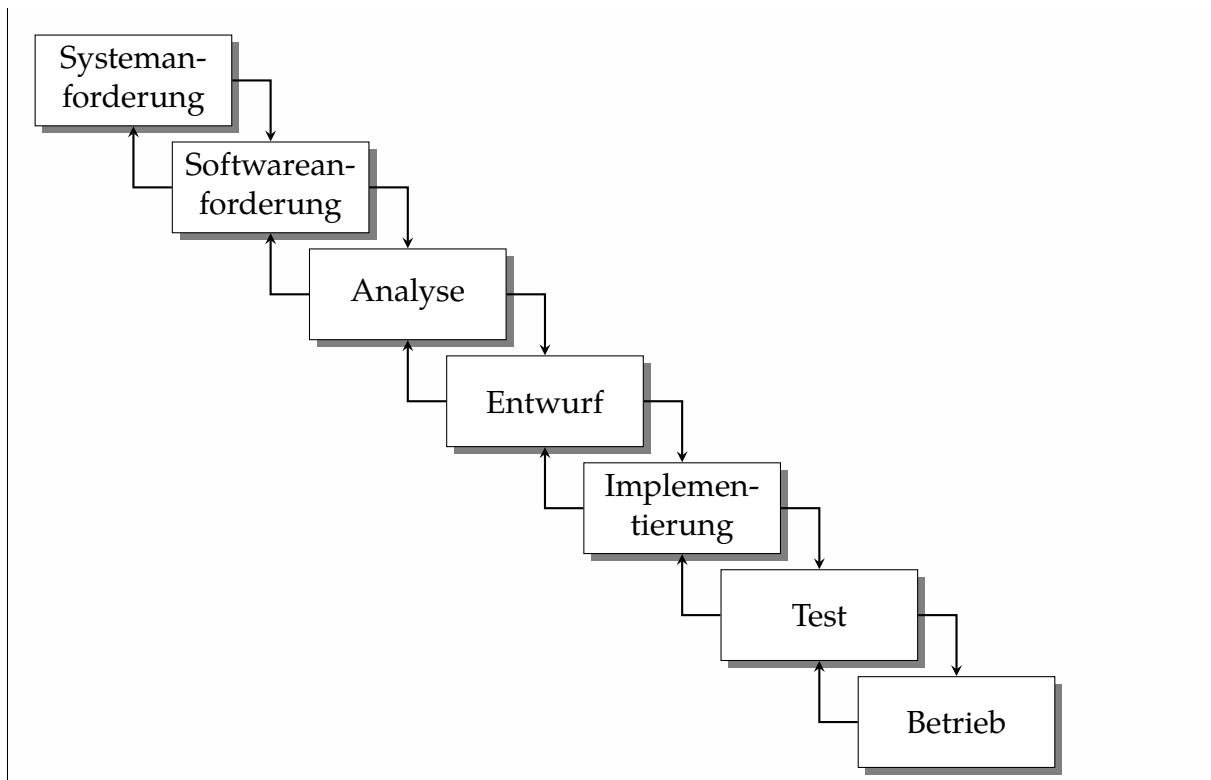 Systeman-
forderung
Softwarean-
forderung
Analyse
Entwurf
Implemen-
tierung
Test
Betrieb